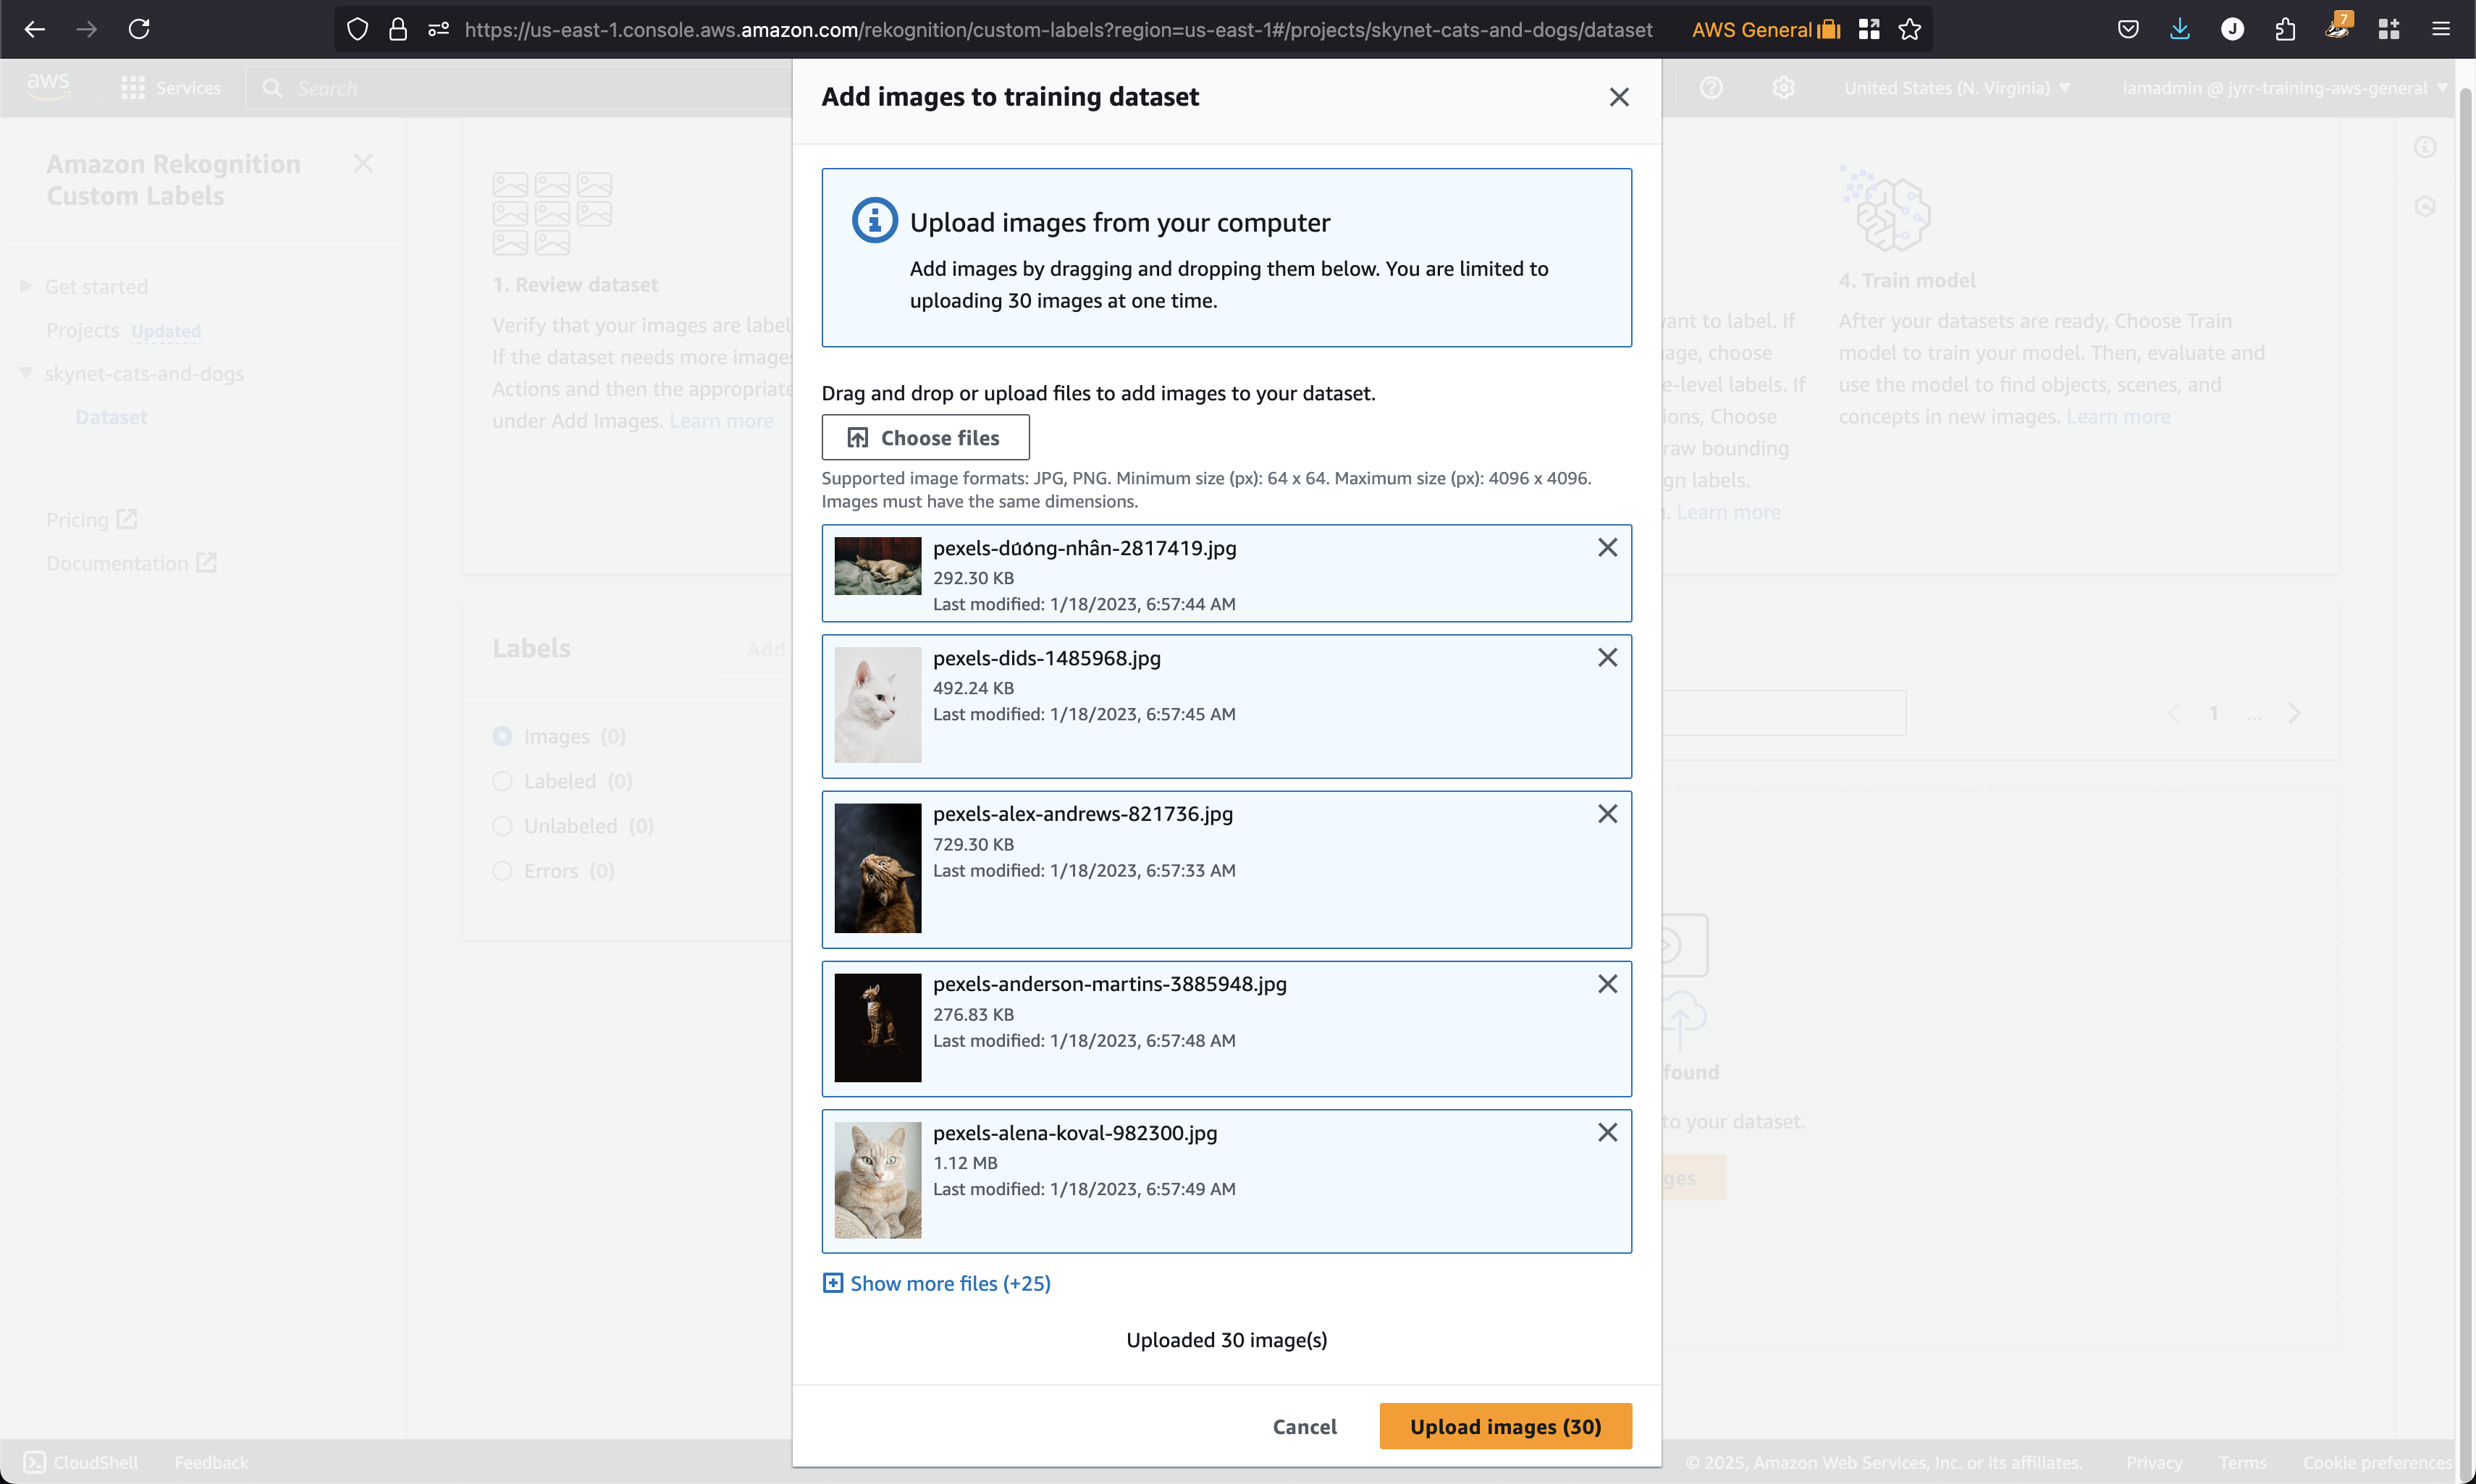 https://us-east-1.console.aws.amazon.com/rekognition/custom-labels?region=us-east-1#/projects/skynet-cats-and-dogs/dataset
AWS General
J
7
aws
Services
Search
United States (N. Virginia)
iamadmin @ jyrr-training-aws-general
Amazon Rekognition
Custom Labels
Get started
Projects Updated
skynet-cats-and-dogs
Dataset
Pricing
Documentation
1. Review dataset
Verify that your images are label
If the dataset needs more image
Actions and then the appropriate
under Add Images. Learn more
Labels
Add
Images (0)
Labeled (0)
Unlabeled (0)
Errors (0)
Add images to training dataset
Upload images from your computer
Add images by dragging and dropping them below. You are limited to
uploading 30 images at one time.
Drag and drop or upload files to add images to your dataset.
Choose files
Supported image formats: JPG, PNG. Minimum size (px): 64 x 64. Maximum size (px): 4096 x 4096.
Images must have the same dimensions.
pexels-dương-nhân-2817419.jpg
292.30 KB
Last modified: 1/18/2023, 6:57:44 AM
pexels-dids-1485968.jpg
492.24 KB
Last modified: 1/18/2023, 6:57:45 AM
pexels-alex-andrews-821736.jpg
729.30 KB
Last modified: 1/18/2023, 6:57:33 AM
pexels-anderson-martins-3885948.jpg
276.83 KB
Last modified: 1/18/2023, 6:57:48 AM
pexels-alena-koval-982300.jpg
1.12 MB
Last modified: 1/18/2023, 6:57:49 AM
Show more files (+25)
Uploaded 30 image(s)
Cancel
Upload images (30)
want to label. If
age, choose
e-level labels. If
ions, Choose
raw bounding
gn labels.
. Learn more
4. Train model
After your datasets are ready, Choose Train
model to train your model. Then, evaluate and
use the model to find objects, scenes, and
concepts in new images. Learn more
1 ...
found
to your dataset.
ges
CloudShell
Feedback
© 2025, Amazon Web Services, Inc. or its affiliates.
Privacy
Terms
Cookie preferences